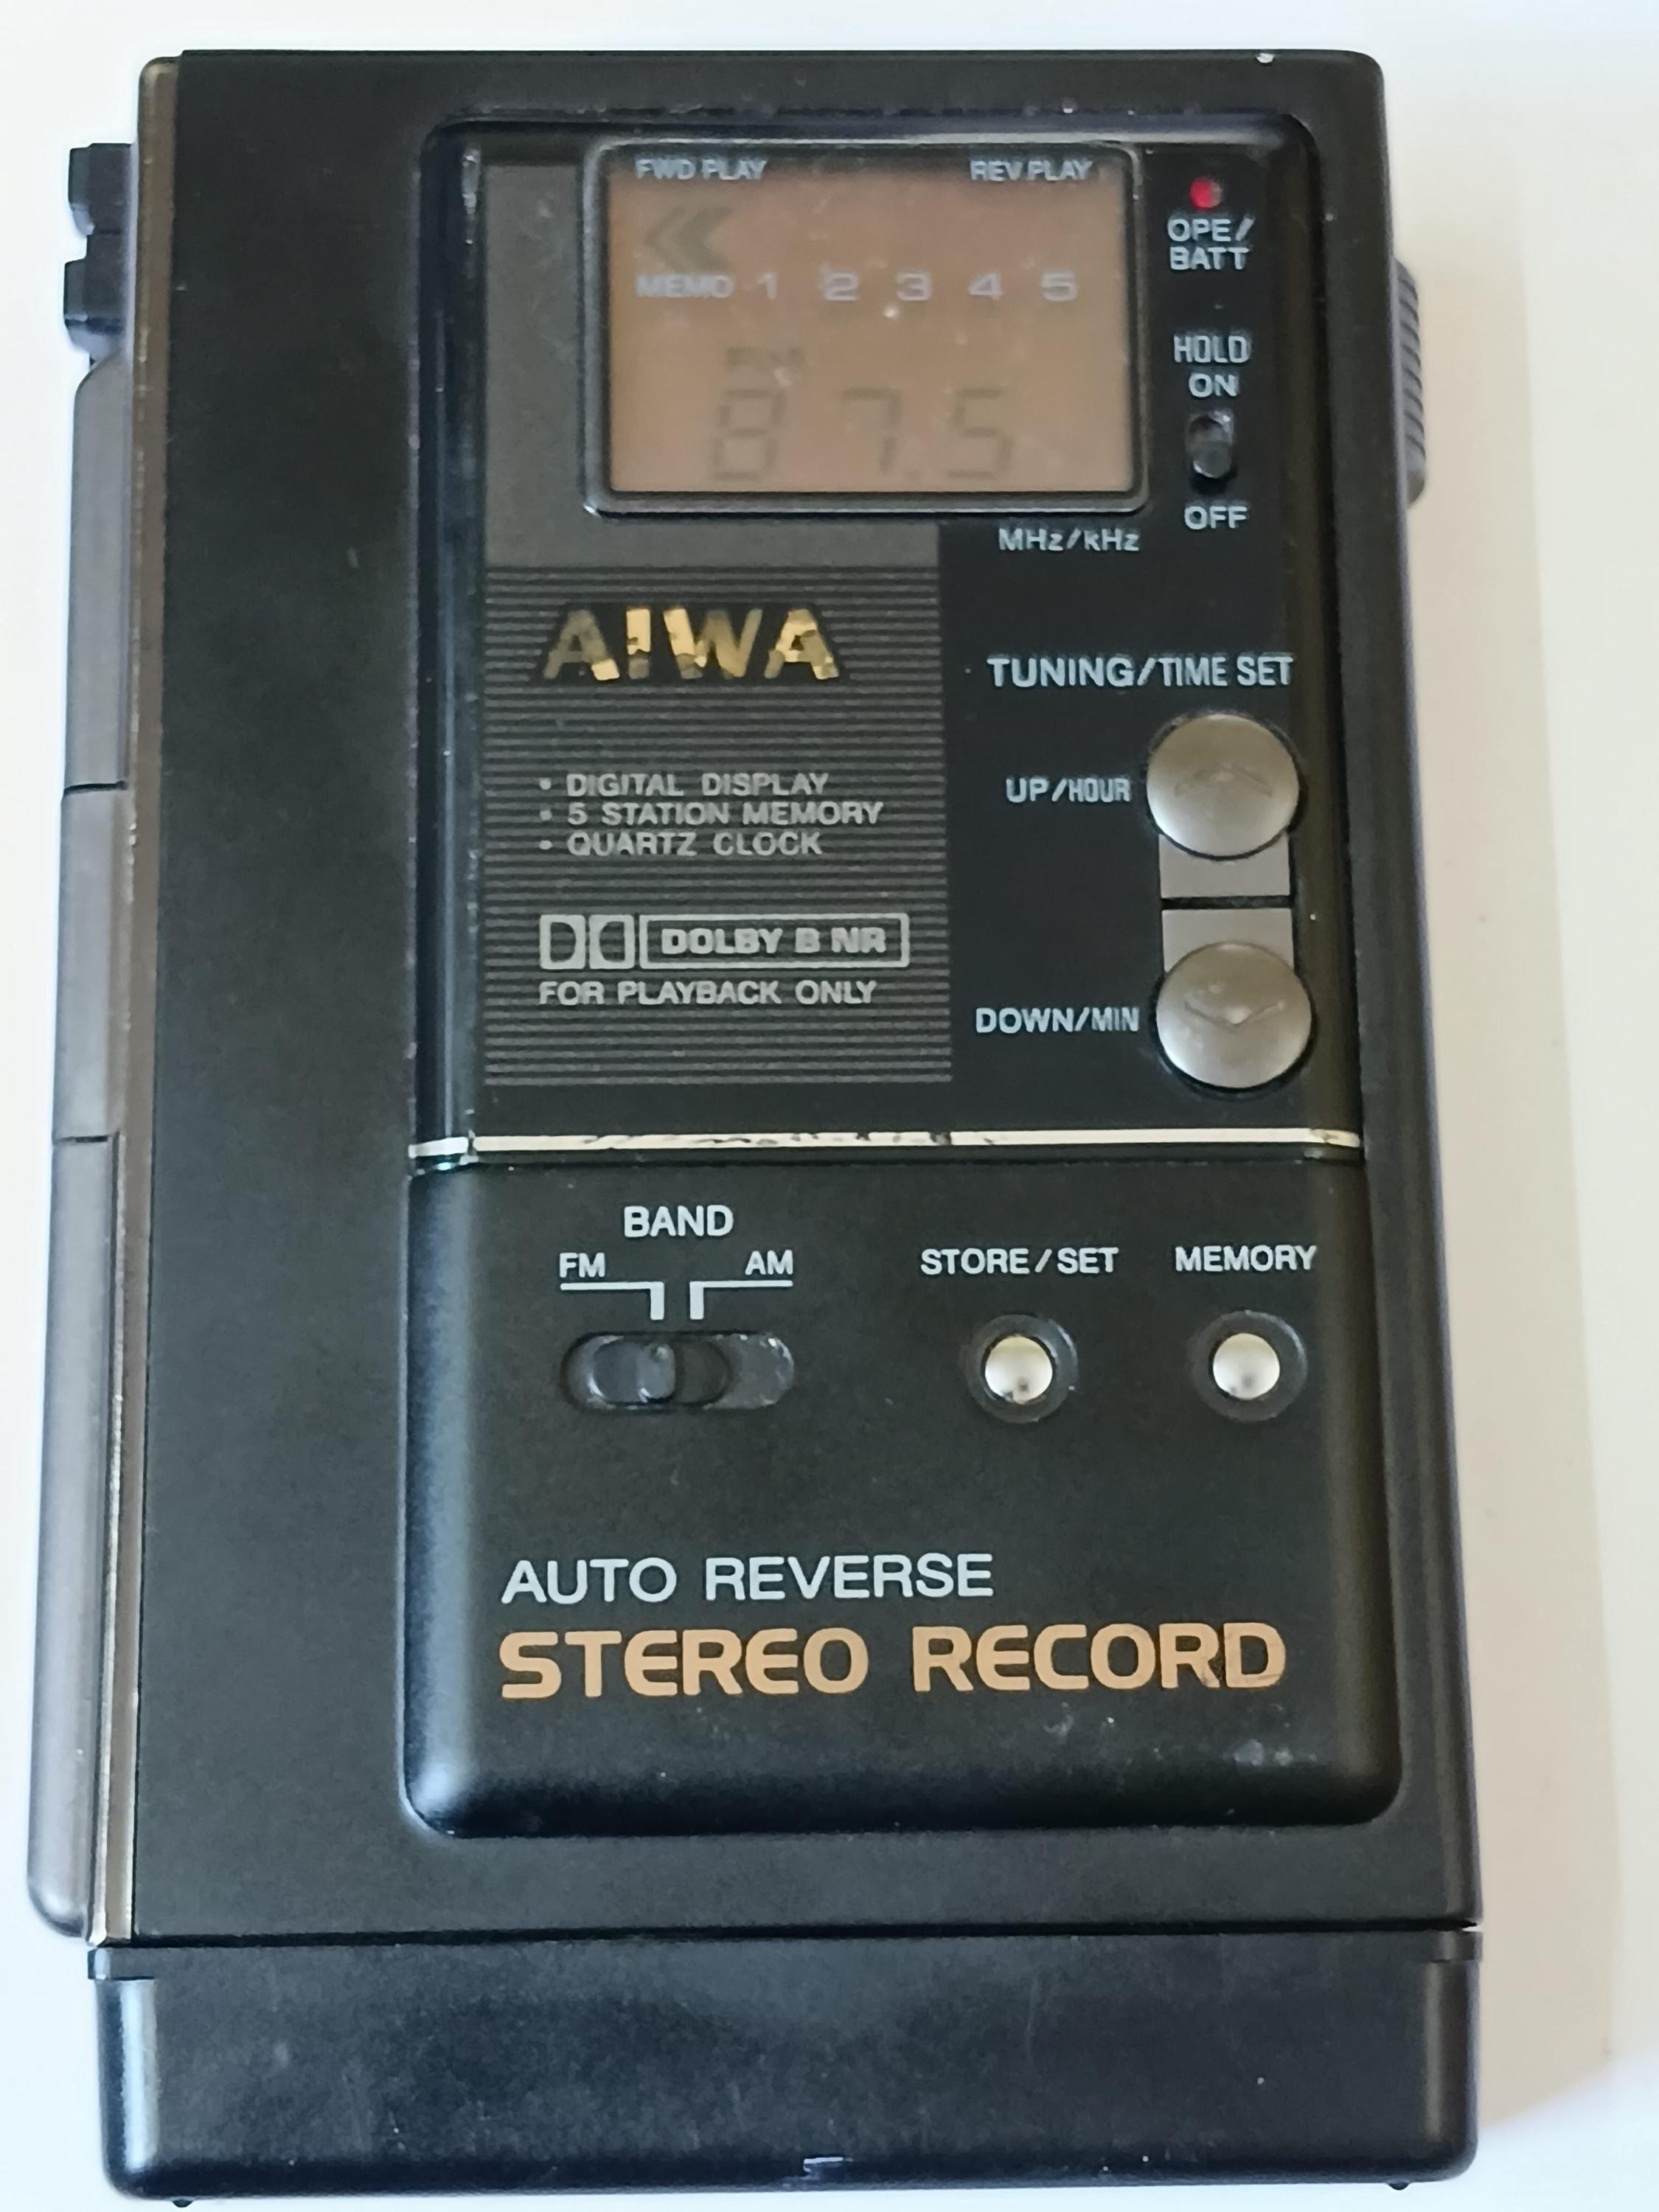 FWD PLAY REV.PLAY
OPE/
BATT
MEMO 1 2 3 4 5
HOLD
ON
87.5
OFF
MHz/kHz
AIWA
TUNING/TIME SET
• DIGITAL DISPLAY
• 5 STATION MEMORY
• QUARTZ CLOCK
UP/HOUR
DOLBY B NR
FOR PLAYBACK ONLY
DOWN/MIN
BAND
FM AM
STORE/SET
MEMORY
AUTO REVERSE
STEREO RECORD